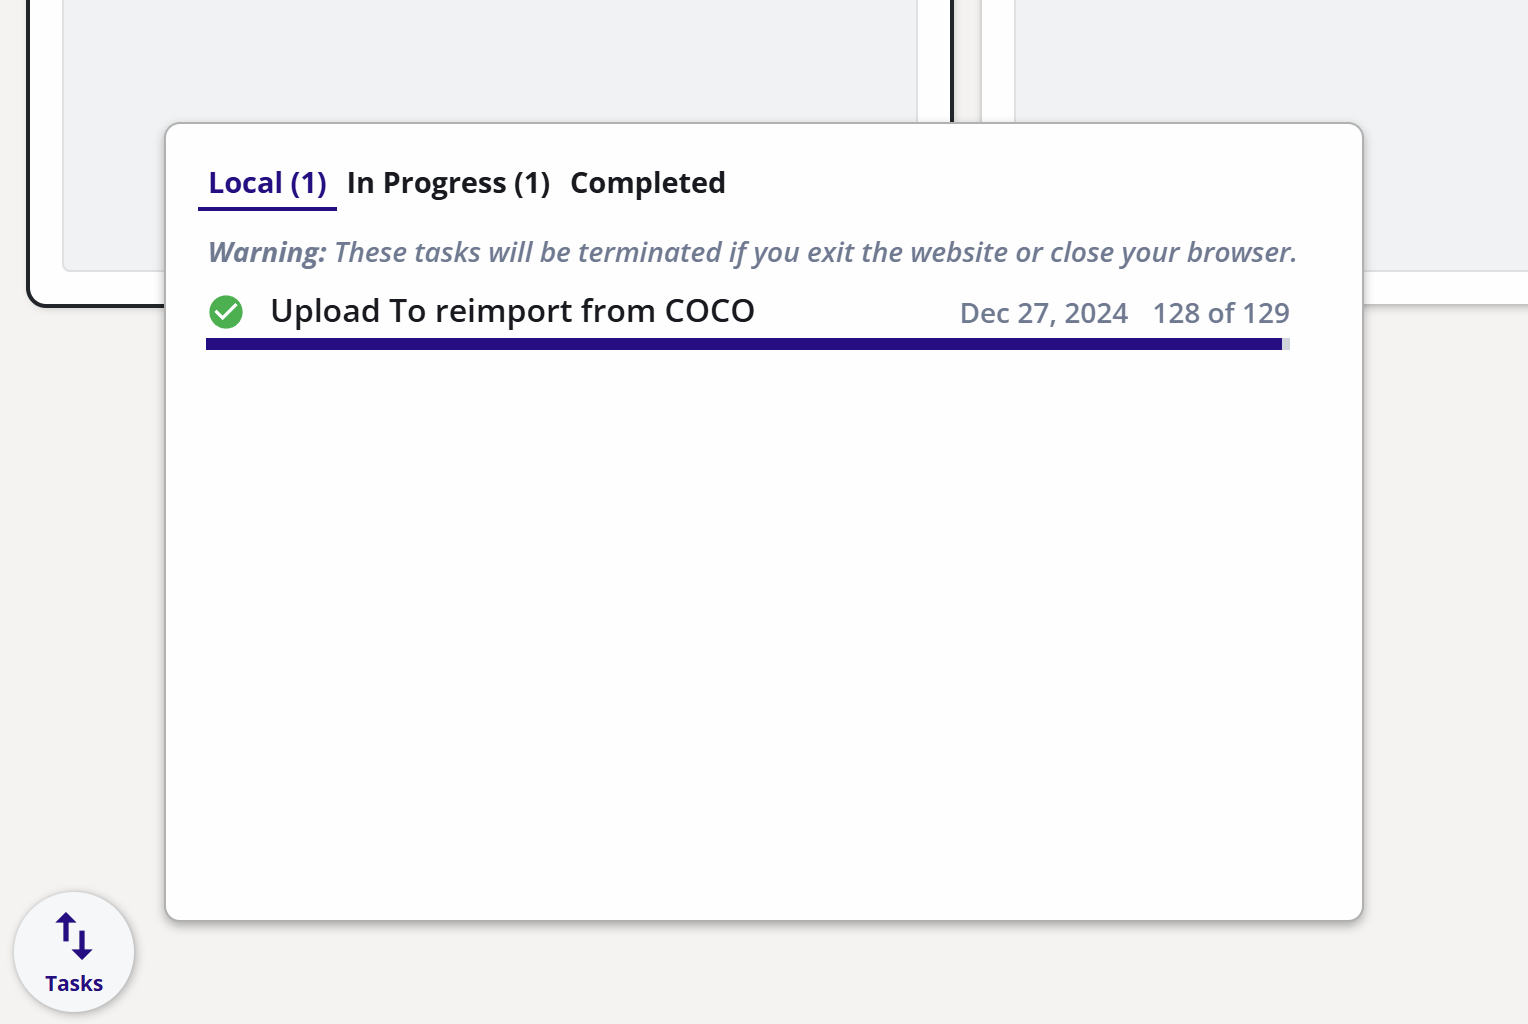 Local (1) In Progress (1) Completed
Warning: These tasks will be terminated if you exit the website or close your browser.
Upload To reimport from COCO Dec 27, 2024 128 of 129
Tasks